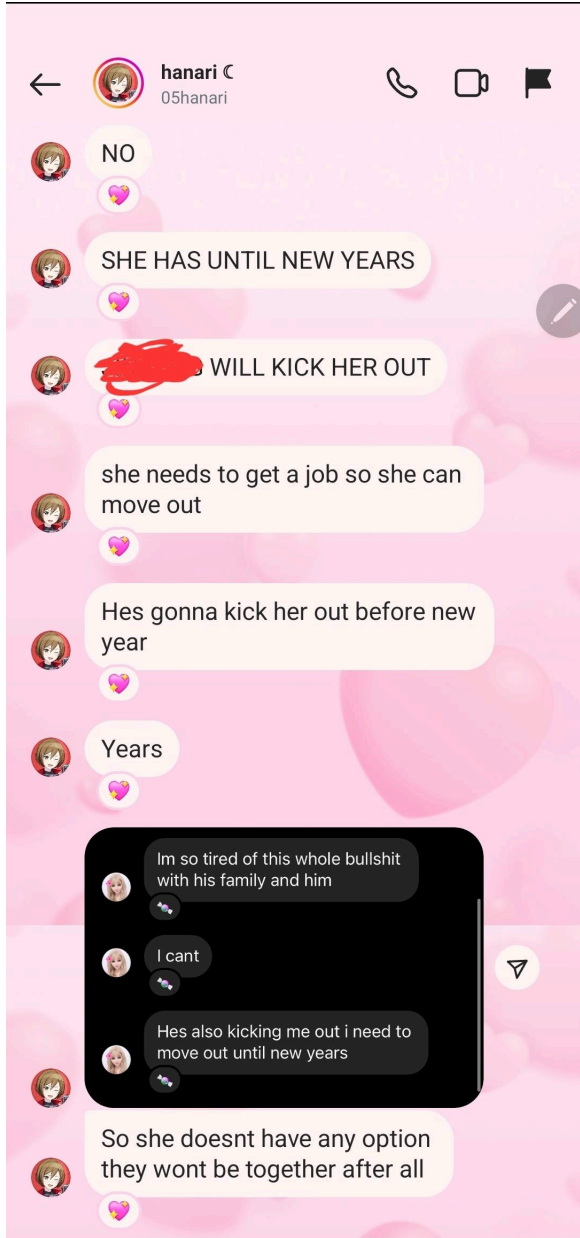 hanari ☾
05hanari
NO
SHE HAS UNTIL NEW YEARS
WILL KICK HER OUT
she needs to get a job so she can
move out
Hes gonna kick her out before new
year
Years
Im so tired of this whole bullshit
with his family and him
I cant
Hes also kicking me out i need to
move out until new years
So she doesnt have any option
they wont be together after all